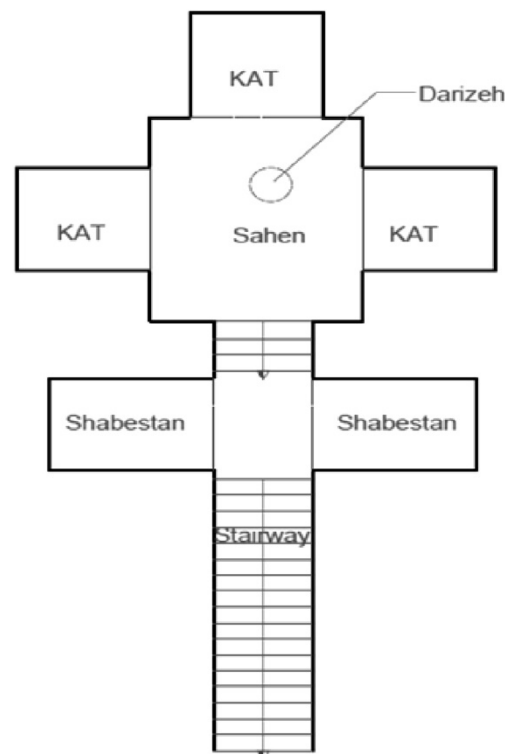 KAT
Darizeh
KAT
Sahen
KAT
Shabestan
Shabestan
Stairway